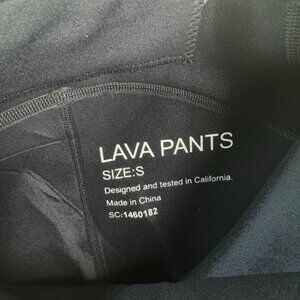 LAVA PANTS
SIZE:S
Designed and tested in California.
Made in China
SC:1460182